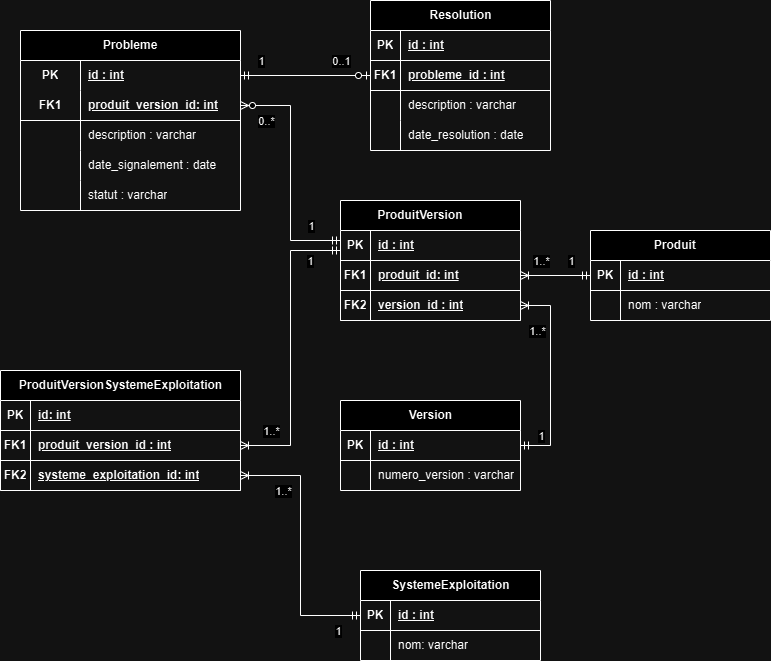 Resolution
PK id : int
FK1 probleme_id : int
description : varchar
date_resolution : date
Probleme
PK id : int
FK1 produit_version_id: int
description : varchar
date_signalement : date
statut : varchar
1
0..1
0..*
1
1
ProduitVersion
PK id : int
FK1 produit_id: int
FK2 version_id : int
1..*
1
Produit
PK id : int
nom : varchar
1..*
ProduitVersionSystemeExploitation
PK id: int
FK1 produit_version_id : int
FK2 systeme_exploitation_id: int
1..*
1..*
Version
PK id : int
numero_version : varchar
1
SystemeExploitation
PK id : int
nom: varchar
1